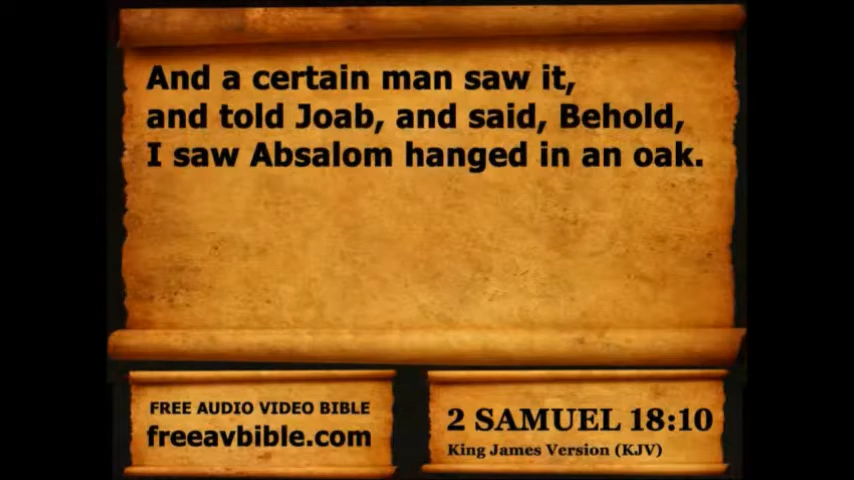 And a certain man saw it,
and told Joab, and said, Behold,
I saw Absalom hanged in an oak.
FREE AUDIO VIDEO BIBLE
freeavbible.com
2 SAMUEL 18:10
King James Version (KJV)